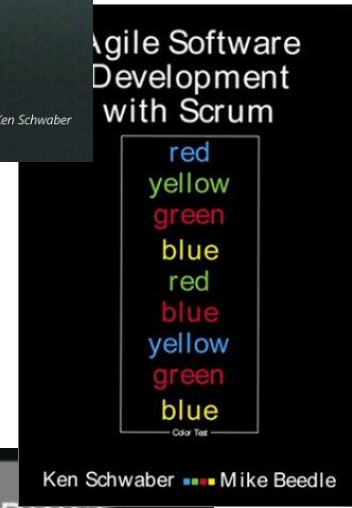 Ken Schwaber
Agile Software
Development
with Scrum
red
yellow
green
blue
red
blue
yellow
green
blue
Color Test
Ken Schwaber Mike Beedle